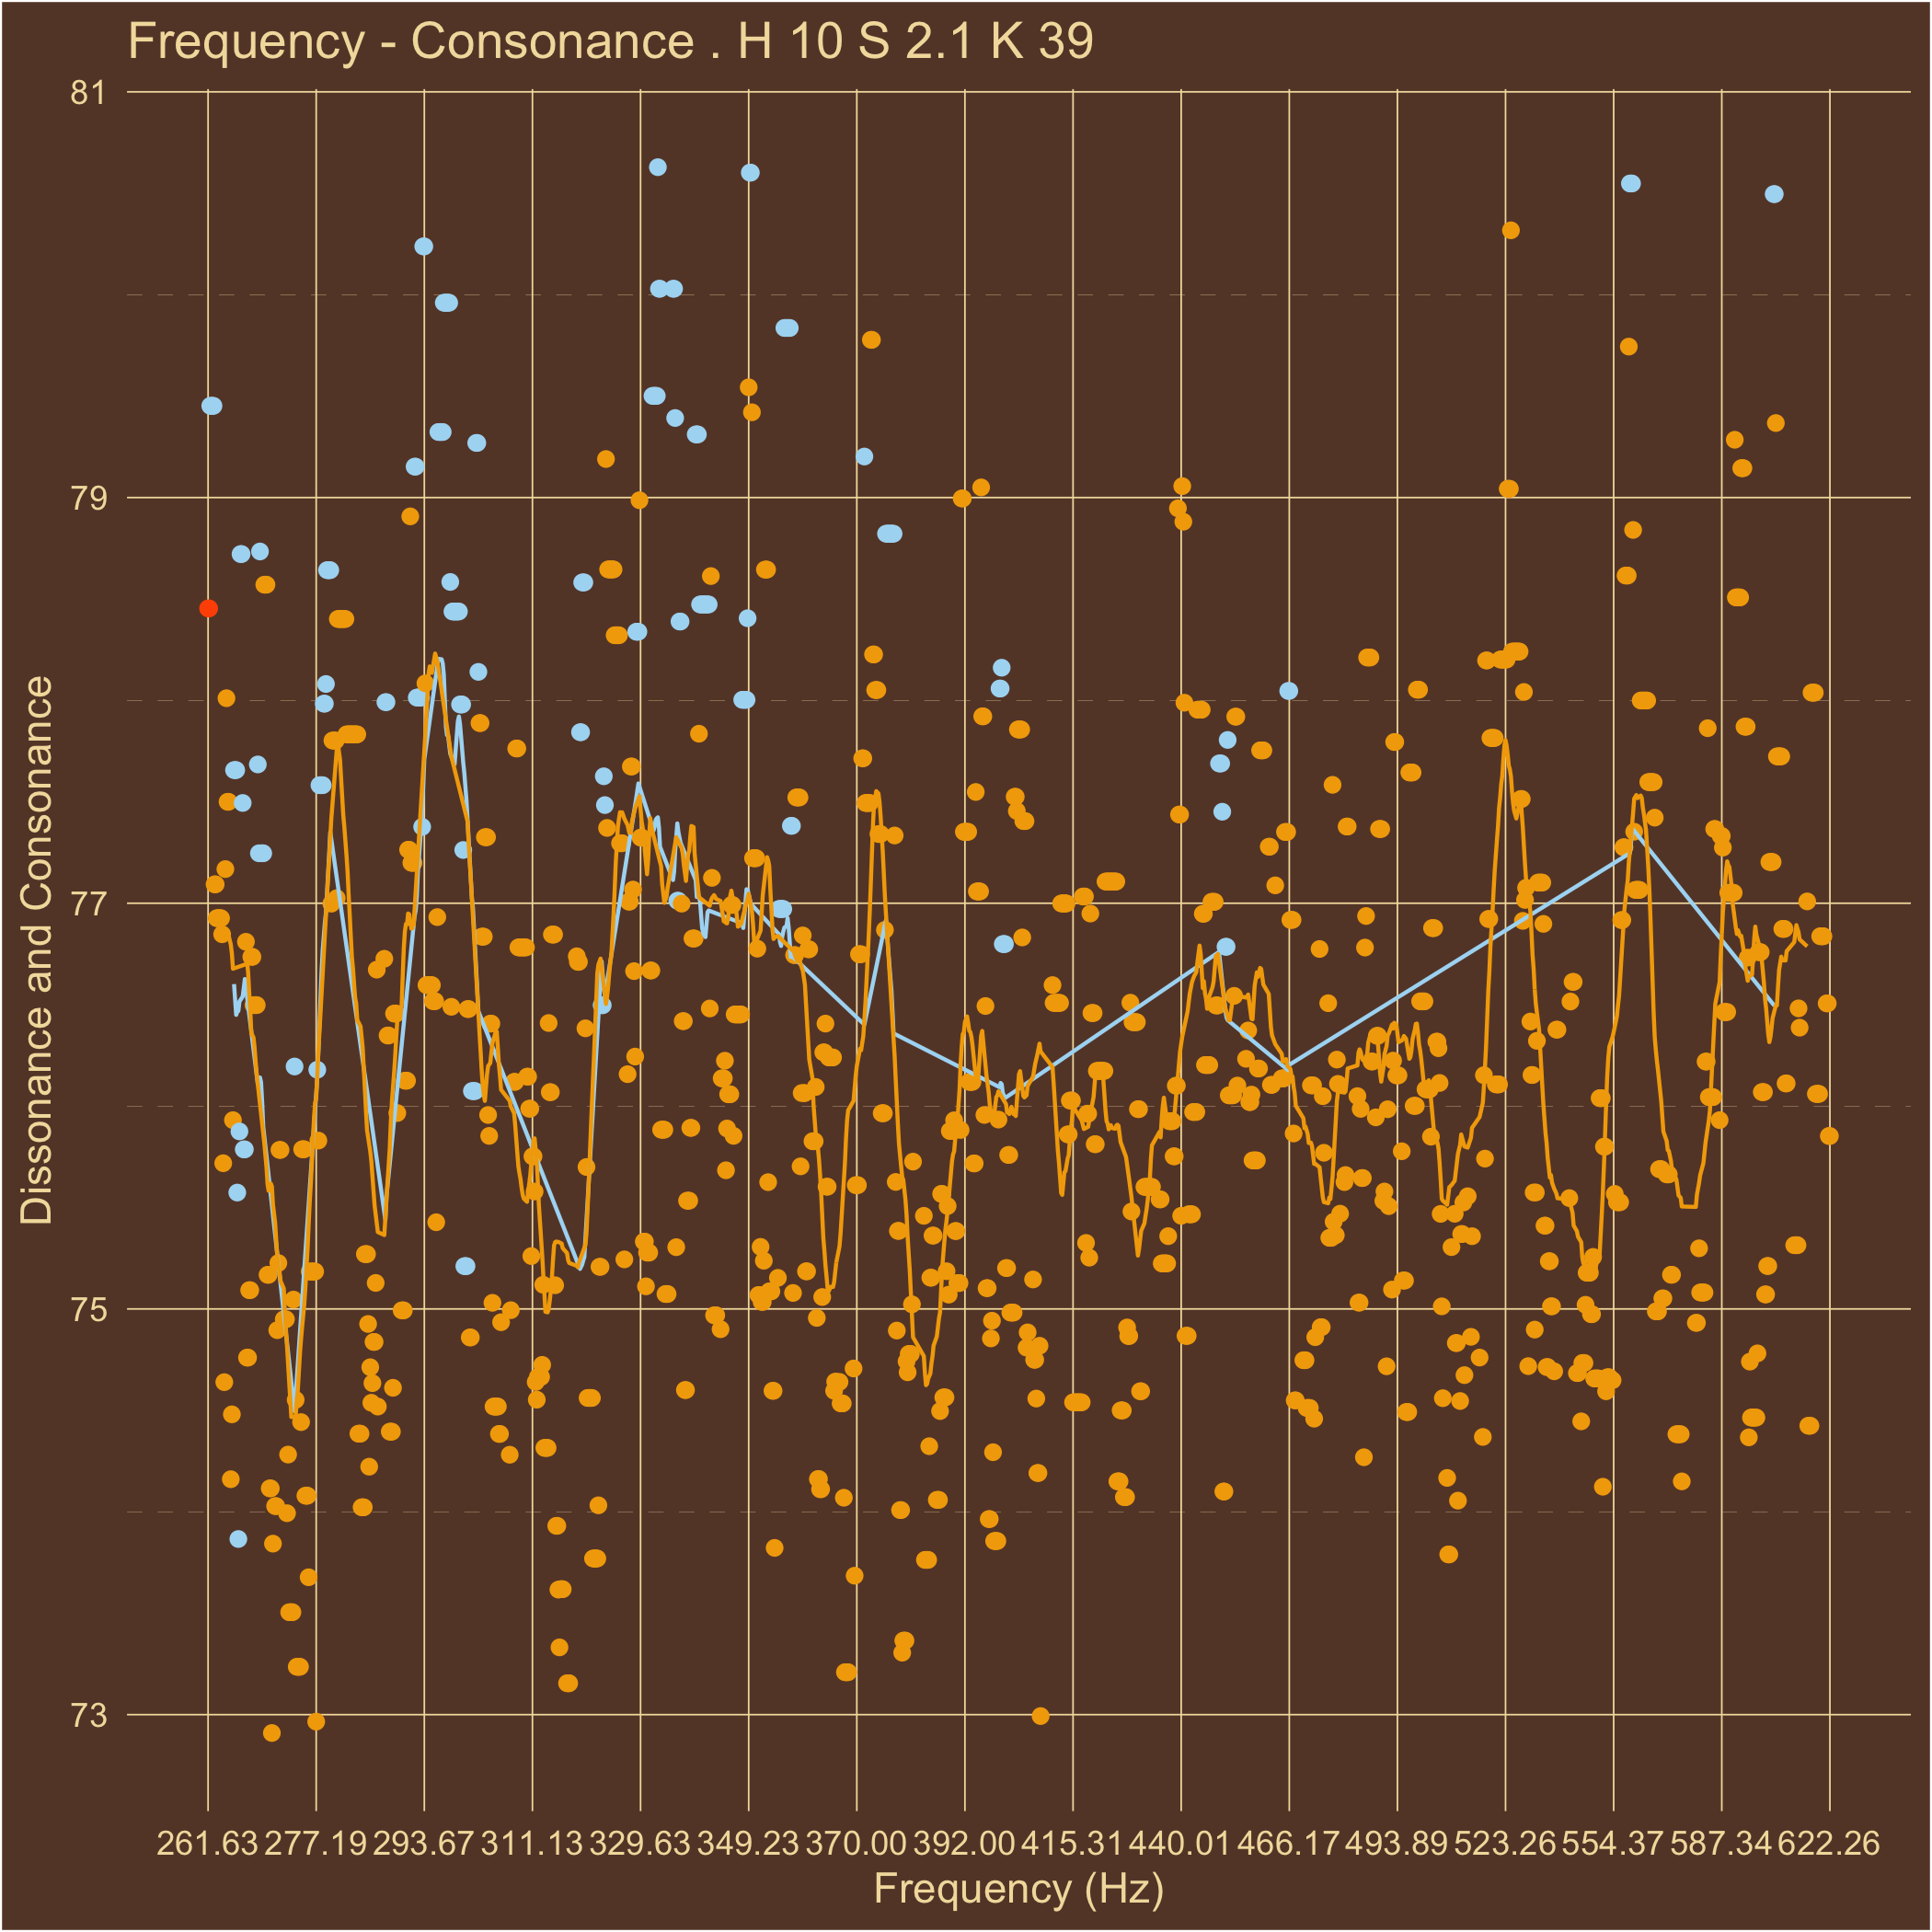 Frequency - Consonance . H 10 S 2.1 K 39
81
79
77
75
73
Dissonance and Consonance
261.63 277.19 293.67 311.13 329.63 349.23 370.00 392.00 415.31 440.01 466.17 493.89 523.26 554.37 587.34 622.26
Frequency (Hz)